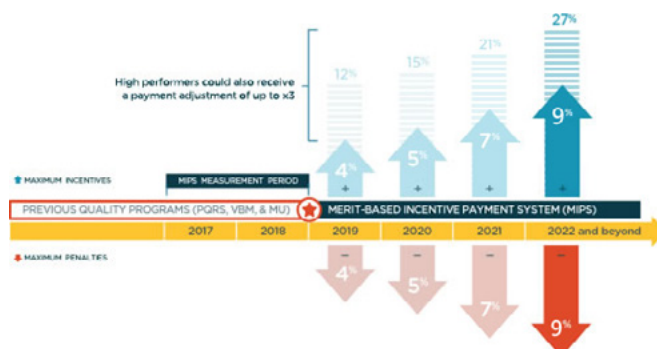 27%
21%
15%
12%
High performers could also receive
a payment adjustment of up to x3
9%
7%
5%
4%
MAXIMUM INCENTIVES
MIPS MEASUREMENT PERIOD
+ + + +
PREVIOUS QUALITY PROGRAMS (PQRS, VBM, & MU)
MERIT-BASED INCENTIVE PAYMENT SYSTEM (MIPS)
2017 2018 2019 2020 2021 2022 and beyond
MAXIMUM PENALTIES
− − − −
4%
5%
7%
9%